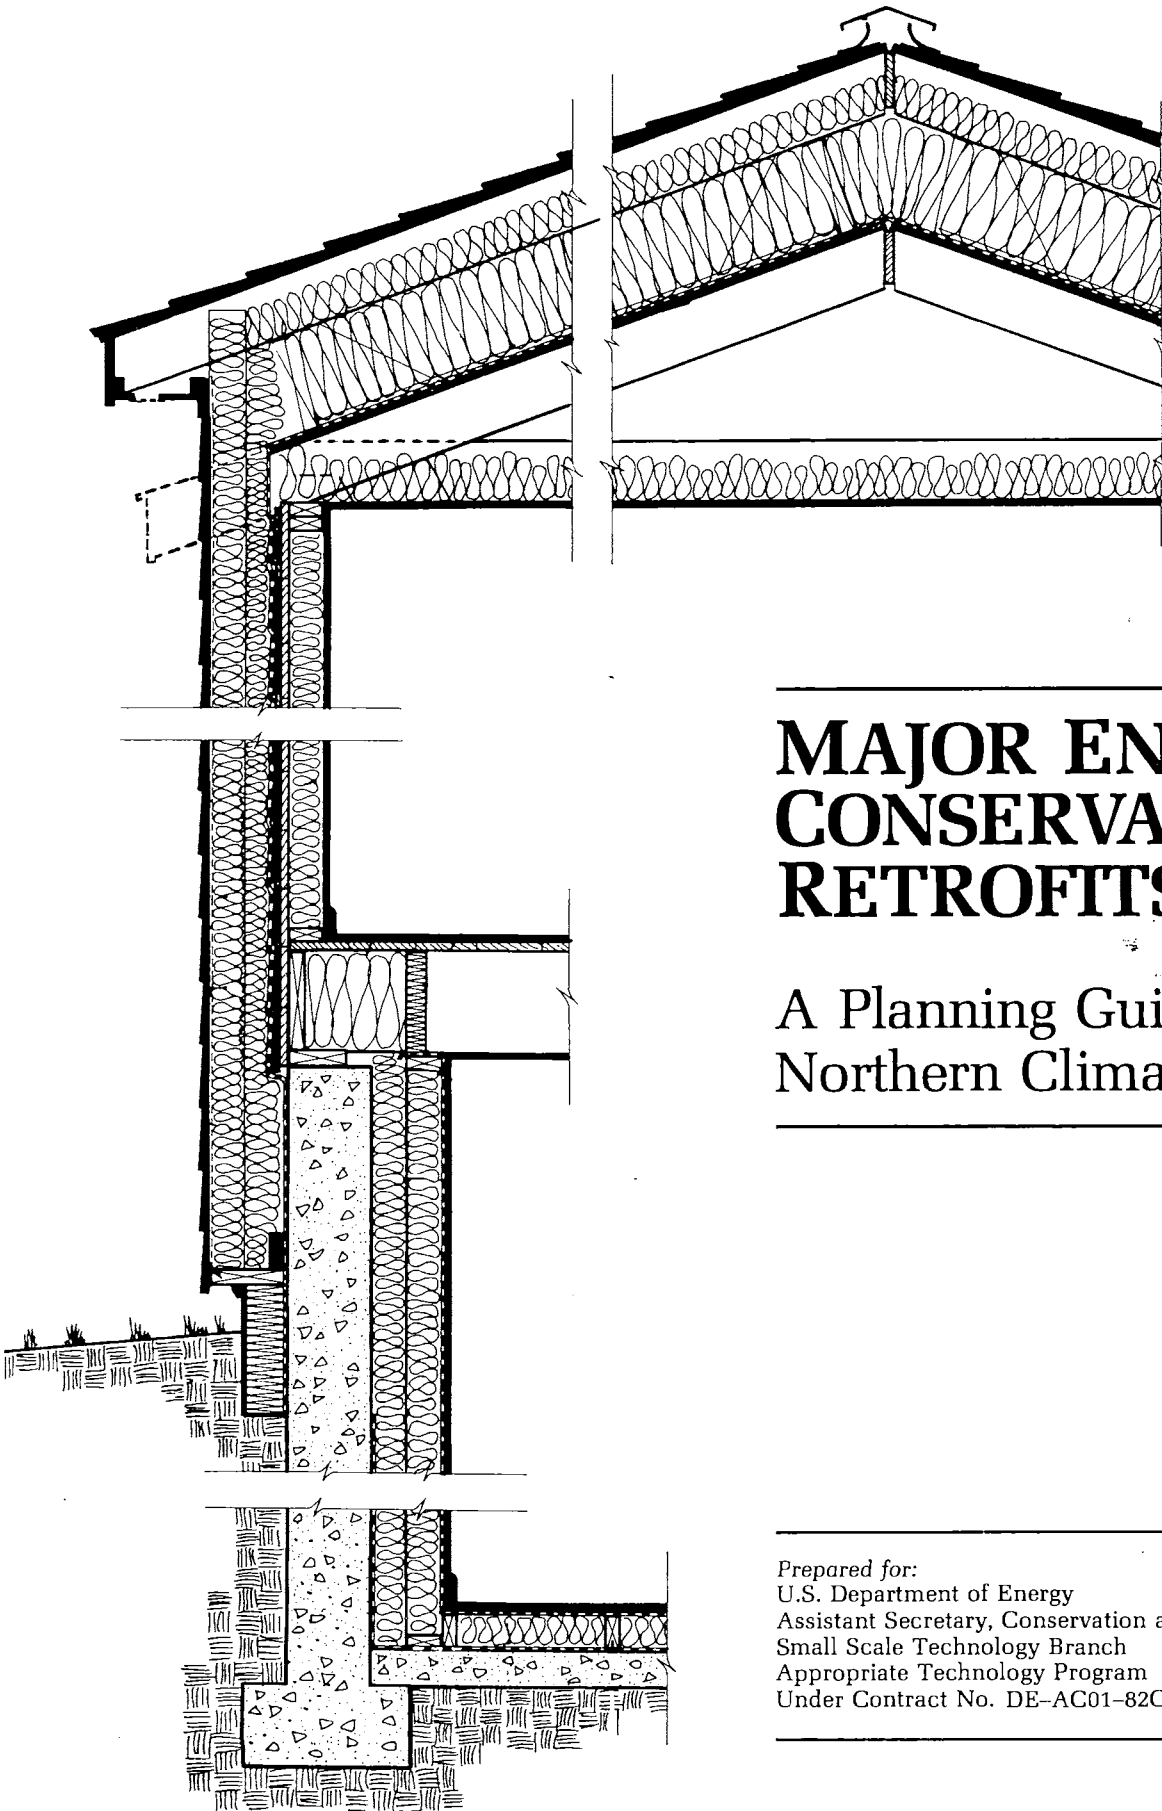 MAJOR EN
CONSERVA
RETROFITS
A Planning Gui
Northern Clima
Prepared for:
U.S. Department of Energy
Assistant Secretary, Conservation a
Small Scale Technology Branch
Appropriate Technology Program
Under Contract No. DE–AC01–82C